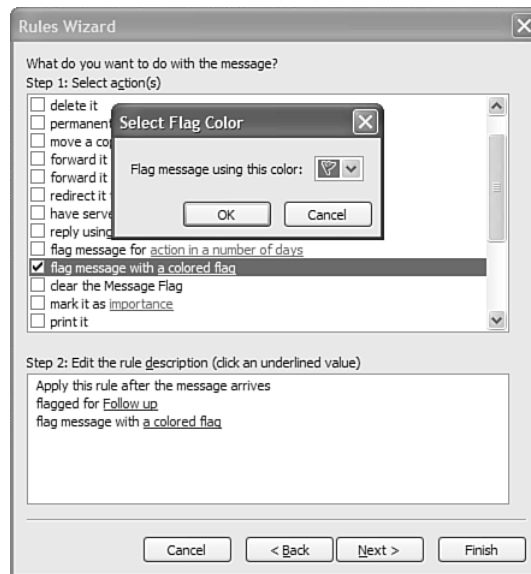 Rules Wizard
What do you want to do with the message?
Step 1: Select action(s)
delete it
permanent
move a cop
forward it
forward it
redirect it
have serve
reply using
flag message for action in a number of days
flag message with a colored flag
clear the Message Flag
mark it as importance
print it
Select Flag Color
Flag message using this color:
OK
Cancel
Step 2: Edit the rule description (click an underlined value)
Apply this rule after the message arrives
flagged for Follow up
flag message with a colored flag
Cancel
< Back
Next >
Finish